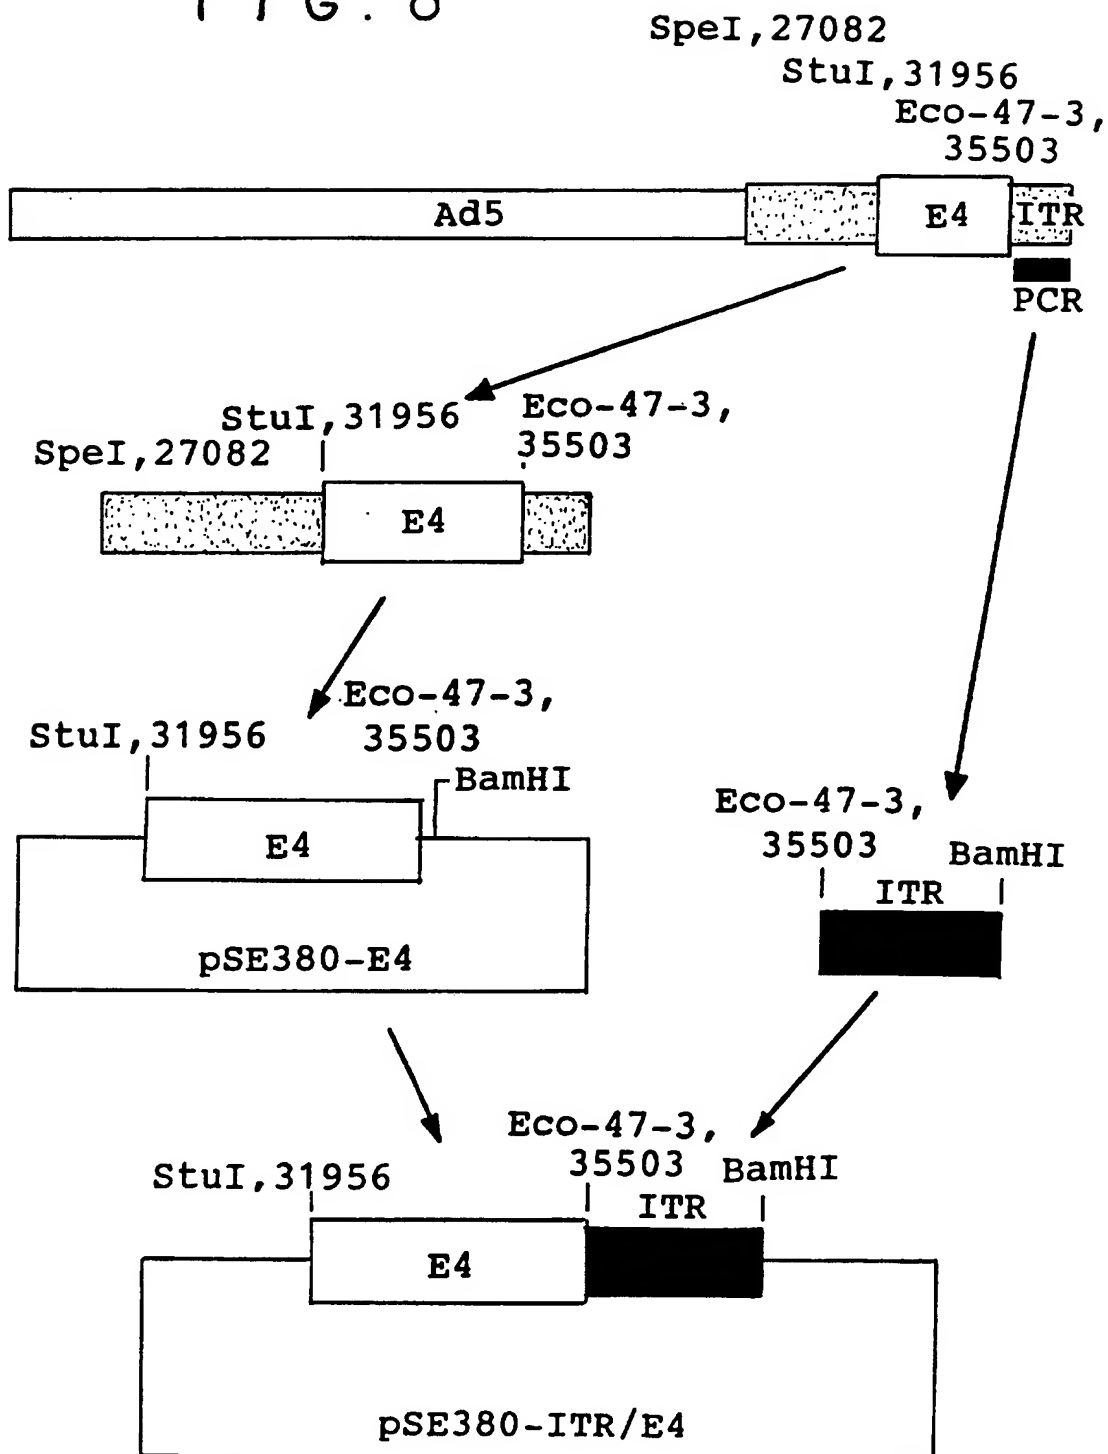 FIG. 8
SpeI,27082
StuI,31956
Eco-47-3,
35503
Ad5
E4
ITR
PCR
StuI,31956
Eco-47-3,
35503
SpeI,27082
E4
Eco-47-3,
35503
StuI,31956
BamHI
E4
pSE380-E4
Eco-47-3,
35503
BamHI
ITR
Eco-47-3,
35503
BamHI
StuI,31956
ITR
E4
pSE380-ITR/E4